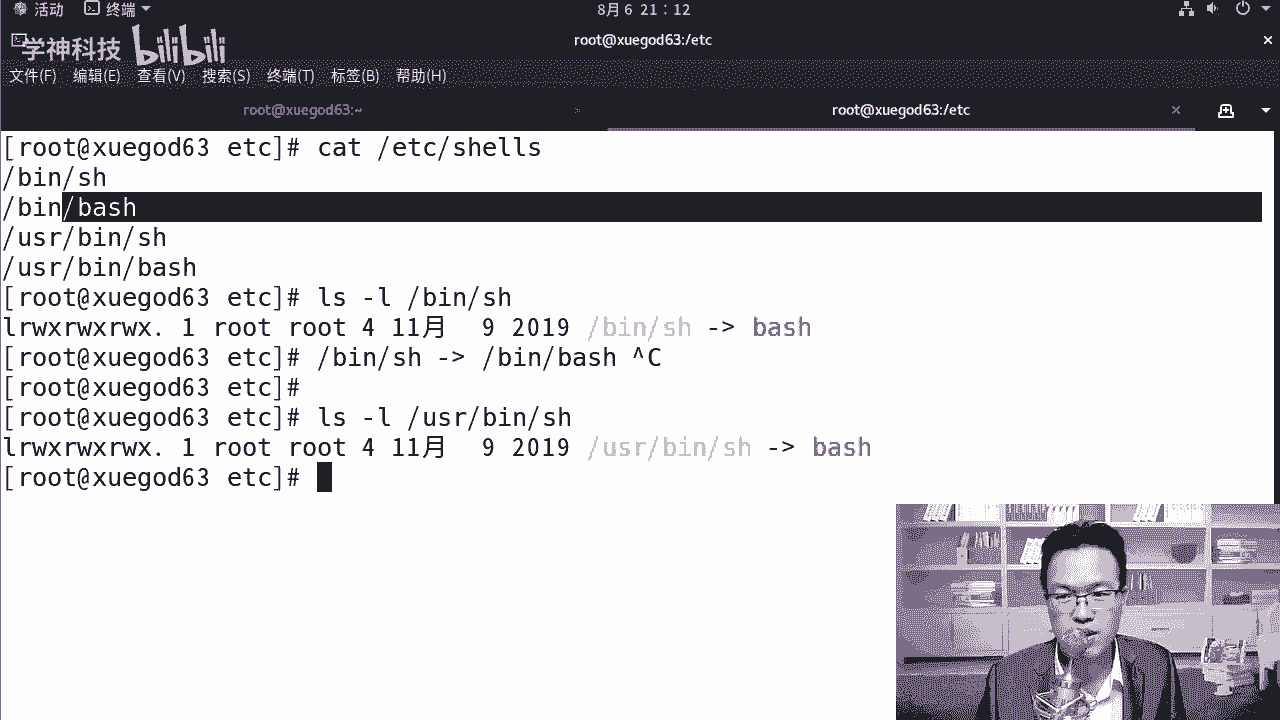 活动 终端 8月 6 21：12
学神科技 bilibili
root@xuegod63:/etc
文件(F) 编辑(E) 查看(V) 搜索(S) 终端(T) 标签(B) 帮助(H)
root@xuegod63:~ root@xuegod63:/etc
[root@xuegod63 etc]# cat /etc/shells
/bin/sh
/bin/bash
/usr/bin/sh
/usr/bin/bash
[root@xuegod63 etc]# ls -l /bin/sh
lrwxrwxrwx. 1 root root 4 11月  9 2019 /bin/sh -> bash
[root@xuegod63 etc]# /bin/sh -> /bin/bash ^C
[root@xuegod63 etc]#
[root@xuegod63 etc]# ls -l /usr/bin/sh
lrwxrwxrwx. 1 root root 4 11月  9 2019 /usr/bin/sh -> bash
[root@xuegod63 etc]#